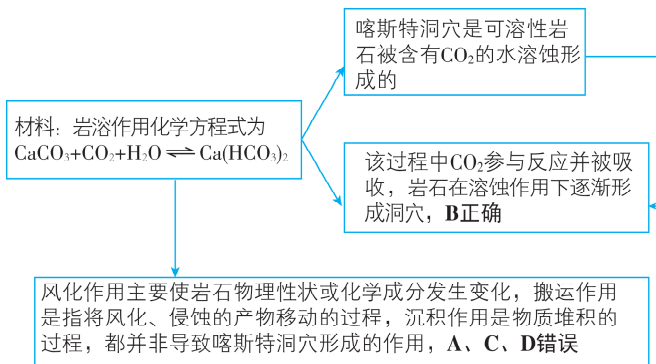 喀斯特洞穴是可溶性岩
石被含有CO₂的水溶蚀形
成的
材料：岩溶作用化学方程式为
CaCO₃+CO₂+H₂O⇌Ca(HCO₃)₂
该过程中CO₂参与反应并被吸
收，岩石在溶蚀作用下逐渐形
成洞穴，B正确
风化作用主要使岩石物理性状或化学成分发生变化，搬运作用
是指将风化、侵蚀的产物移动的过程，沉积作用是物质堆积的
过程，都并非导致喀斯特洞穴形成的作用，A、C、D错误